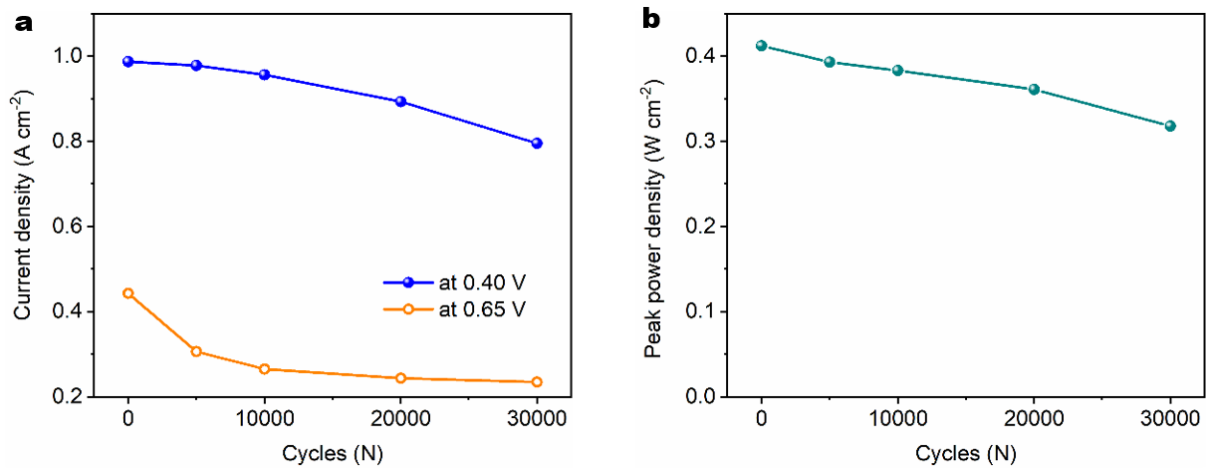 a
1.0
0.8
0.6
0.4
0.2
Current density (A cm⁻²)
at 0.40 V
at 0.65 V
0
10000
20000
30000
Cycles (N)
b
0.4
0.3
0.2
0.1
0.0
Peak power density (W cm⁻²)
0
10000
20000
30000
Cycles (N)